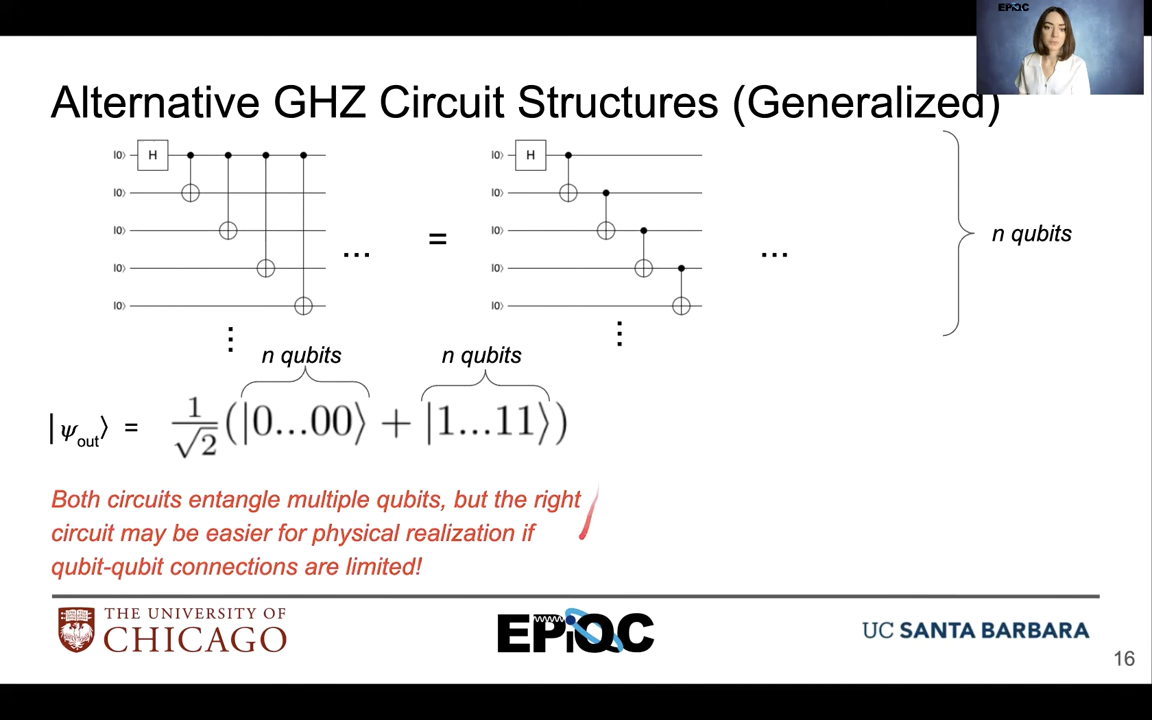 EPiQC
Alternative GHZ Circuit Structures (Generalized)
|0⟩ H
|0⟩
|0⟩
|0⟩
|0⟩
...
⋮
=
|0⟩ H
|0⟩
|0⟩
|0⟩
|0⟩
...
⋮
n qubits
n qubits n qubits
|ψout⟩ = 1/√2 (|0...00⟩ + |1...11⟩)
Both circuits entangle multiple qubits, but the right
circuit may be easier for physical realization if
qubit-qubit connections are limited!
THE UNIVERSITY OF
CHICAGO
EPiQC
UC SANTA BARBARA
16